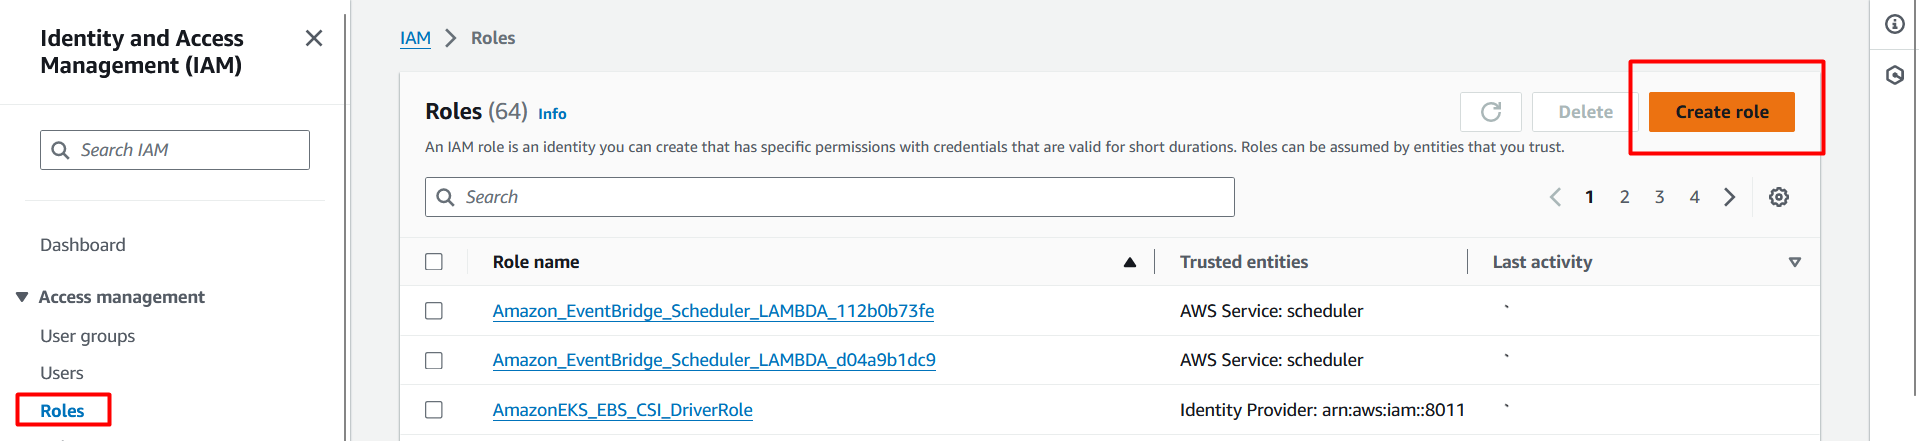 Identity and Access
Management (IAM)
Search IAM
Dashboard
Access management
User groups
Users
Roles
IAM > Roles
Roles (64) Info
Delete
Create role
An IAM role is an identity you can create that has specific permissions with credentials that are valid for short durations. Roles can be assumed by entities that you trust.
Search
1 2 3 4
Role name Trusted entities Last activity
Amazon_EventBridge_Scheduler_LAMBDA_112b0b73fe AWS Service: scheduler
Amazon_EventBridge_Scheduler_LAMBDA_d04a9b1dc9 AWS Service: scheduler
AmazonEKS_EBS_CSI_DriverRole Identity Provider: arn:aws:iam::8011